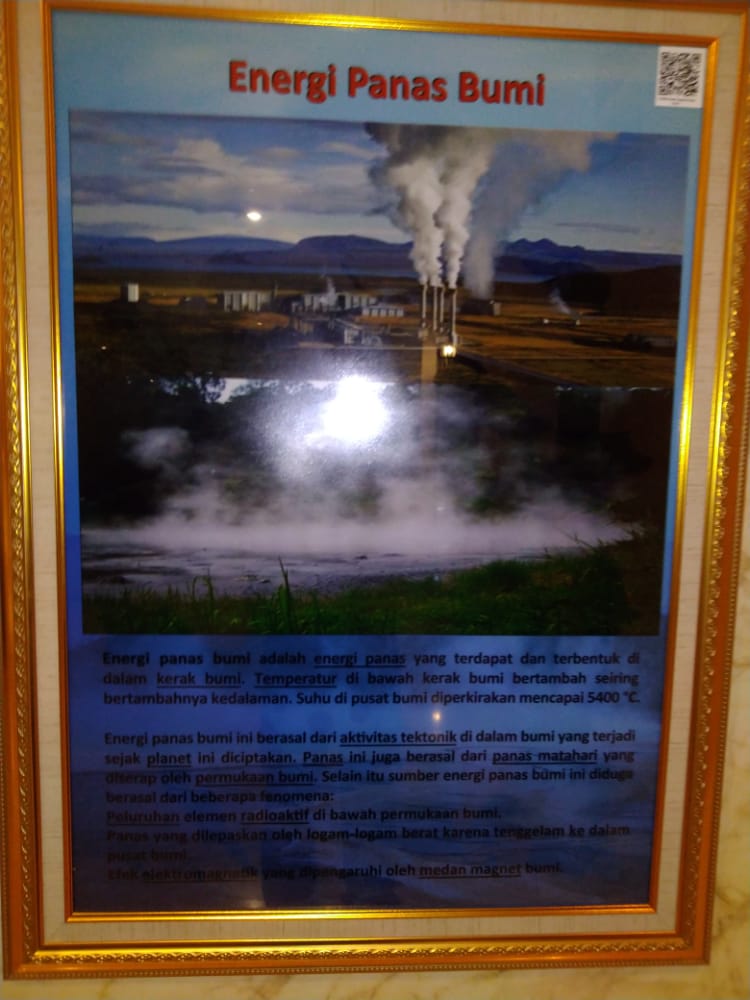 Energi Panas Bumi
Energi panas bumi adalah energi panas yang terdapat dan terbentuk di
dalam kerak bumi. Temperatur di bawah kerak bumi bertambah seiring
bertambahnya kedalaman. Suhu di pusat bumi diperkirakan mencapai 5400 °C.
Energi panas bumi ini berasal dari aktivitas tektonik di dalam bumi yang terjadi
sejak planet ini diciptakan. Panas ini juga berasal dari panas matahari yang
diserap oleh permukaan bumi. Selain itu sumber energi panas bumi ini diduga
berasal dari beberapa fenomena:
Peluruhan elemen radioaktif di bawah permukaan bumi.
Panas yang dilepaskan oleh logam-logam berat karena tenggelam ke dalam
pusat bumi.
Efek elektromagnetik yang dipengaruhi oleh medan magnet bumi.